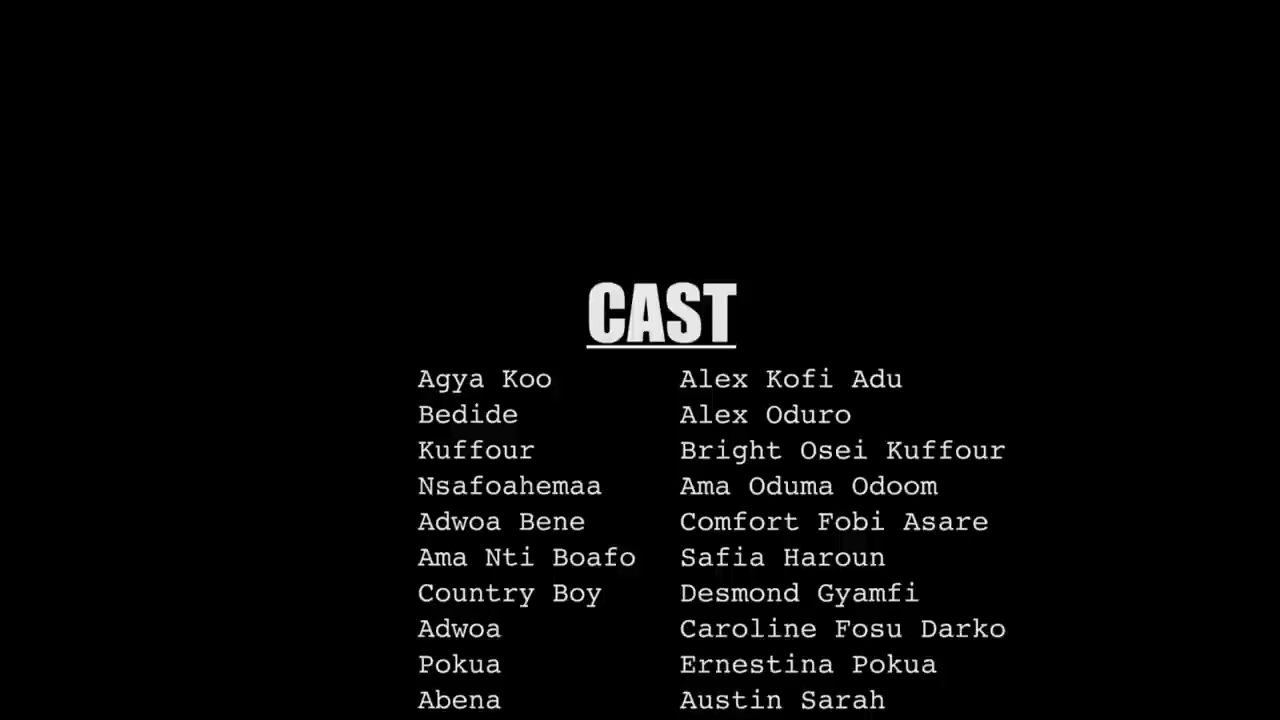 CAST
Agya Koo Alex Kofi Adu
Bedide Alex Oduro
Kuffour Bright Osei Kuffour
Nsafoahemaa Ama Oduma Odoom
Adwoa Bene Comfort Fobi Asare
Ama Nti Boafo Safia Haroun
Country Boy Desmond Gyamfi
Adwoa Caroline Fosu Darko
Pokua Ernestina Pokua
Abena Austin Sarah